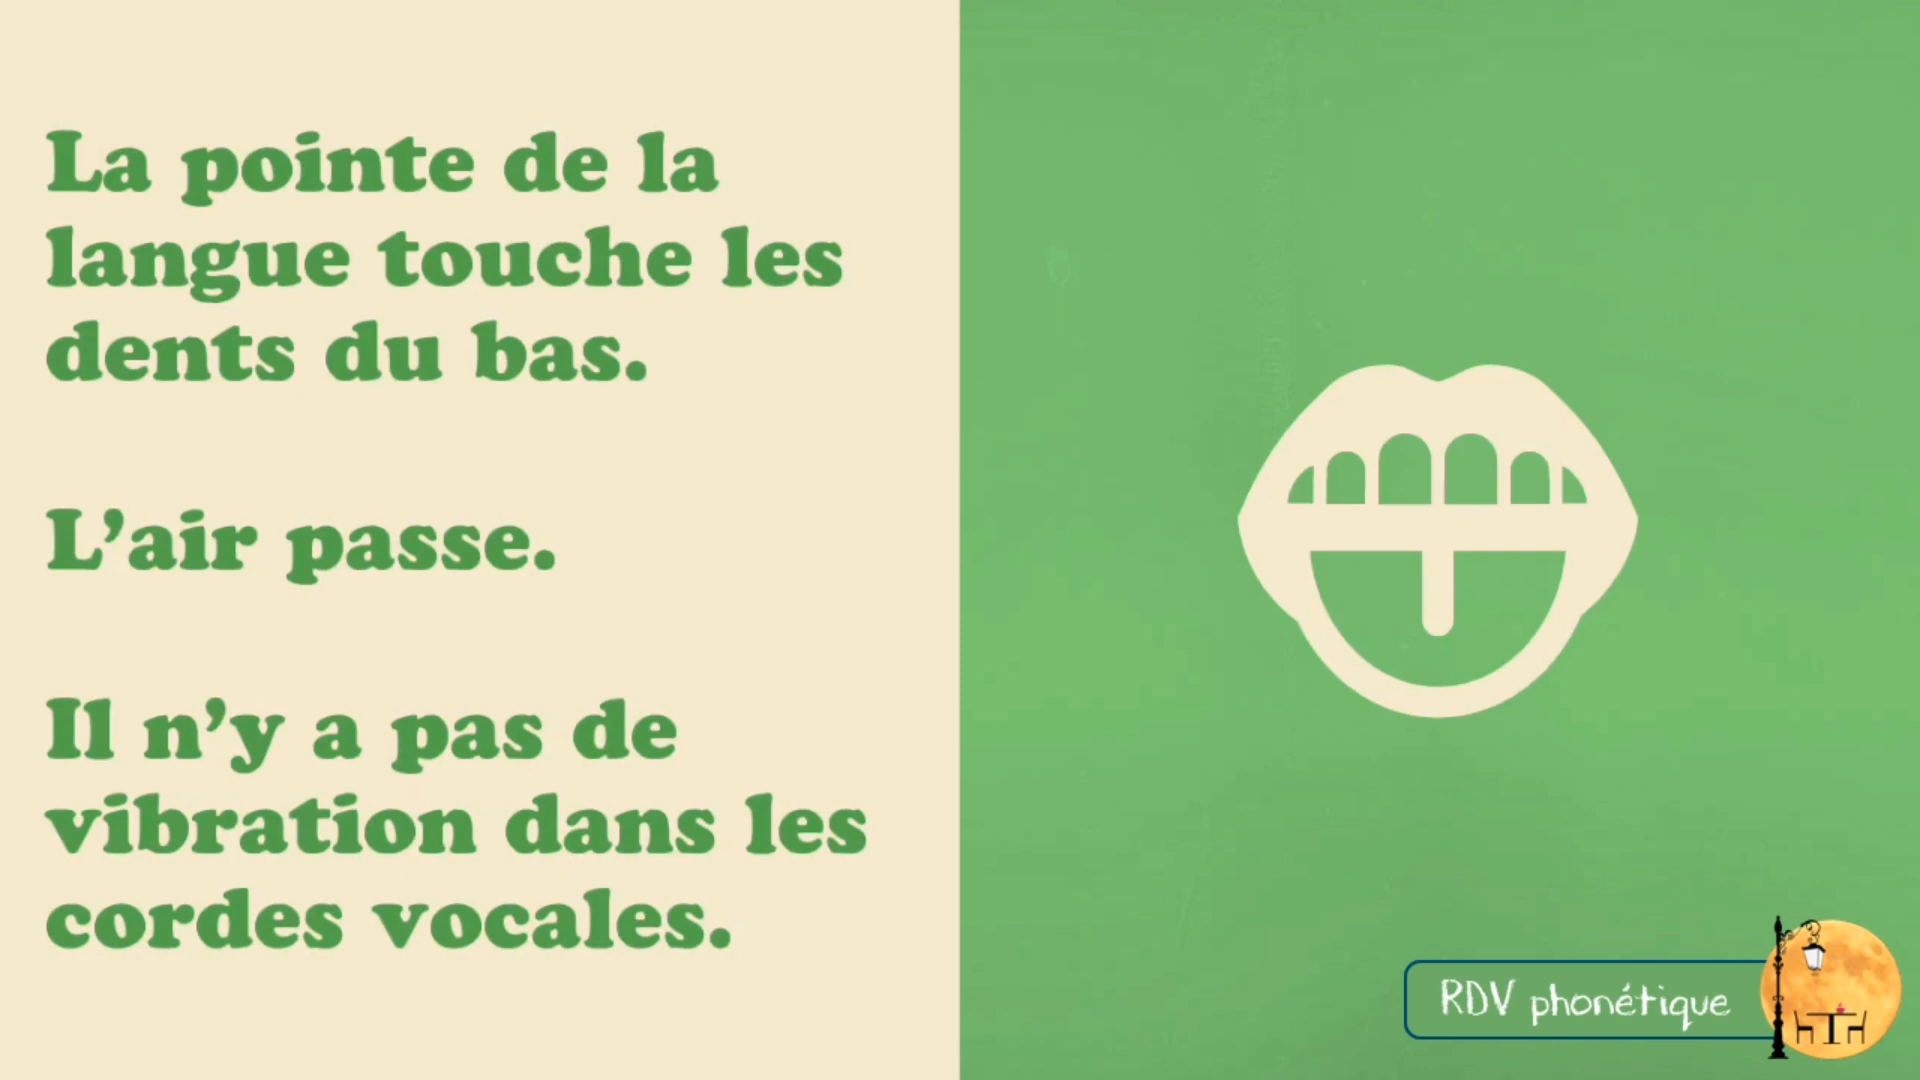 La pointe de la
langue touche les
dents du bas.
L’air passe.
Il n’y a pas de
vibration dans les
cordes vocales.
RDV phonétique